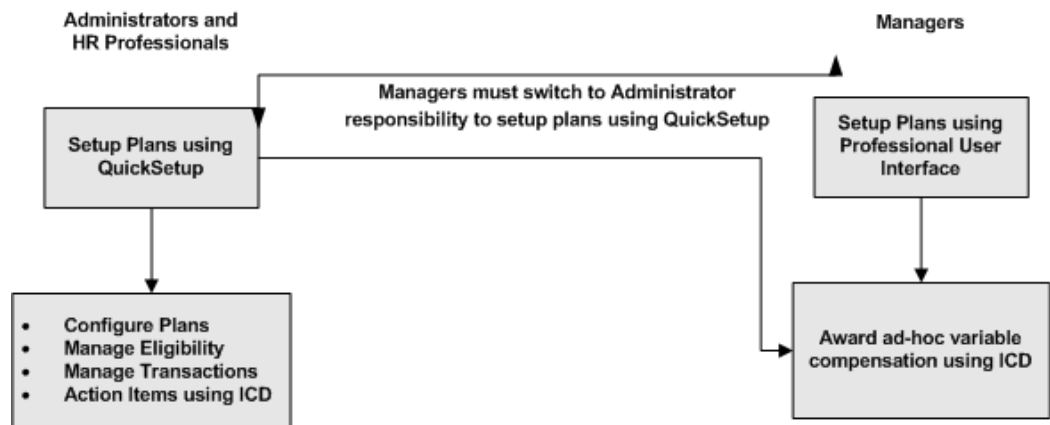 Administrators and
HR Professionals
Managers
Managers must switch to Administrator
responsibility to setup plans using QuickSetup
Setup Plans using
QuickSetup
Setup Plans using
Professional User
Interface
• Configure Plans
• Manage Eligibility
• Manage Transactions
• Action Items using ICD
Award ad-hoc variable
compensation using ICD